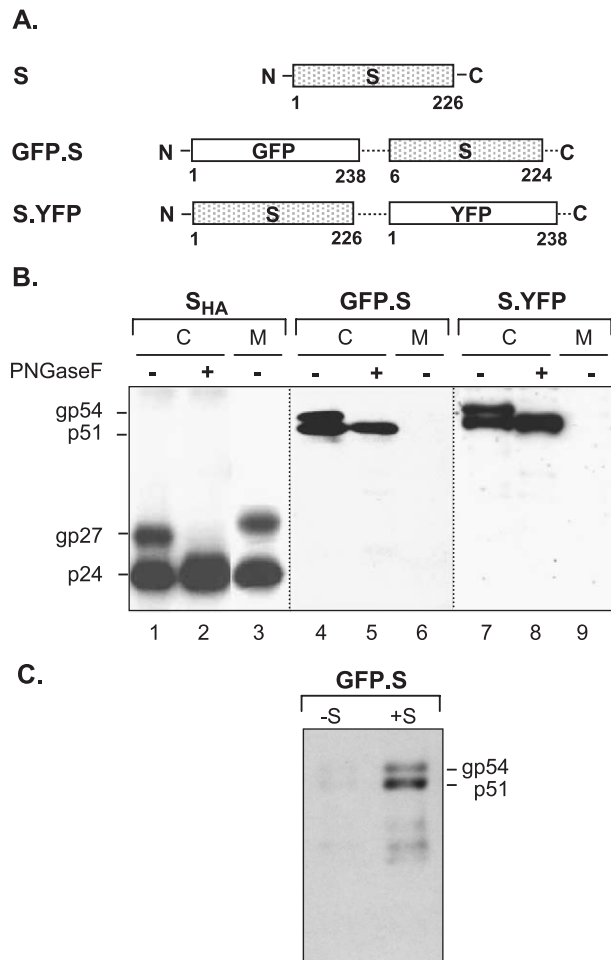 A.
S N S C
1 226
GFP.S N GFP S C
1 238 6 224
S.YFP N S YFP C
1 226 1 238
B.
SHA GFP.S S.YFP
C M C M C M
PNGaseF - + - - + - - + -
gp54
p51
gp27
p24
1 2 3 4 5 6 7 8 9
C.
GFP.S
-S +S
gp54
p51